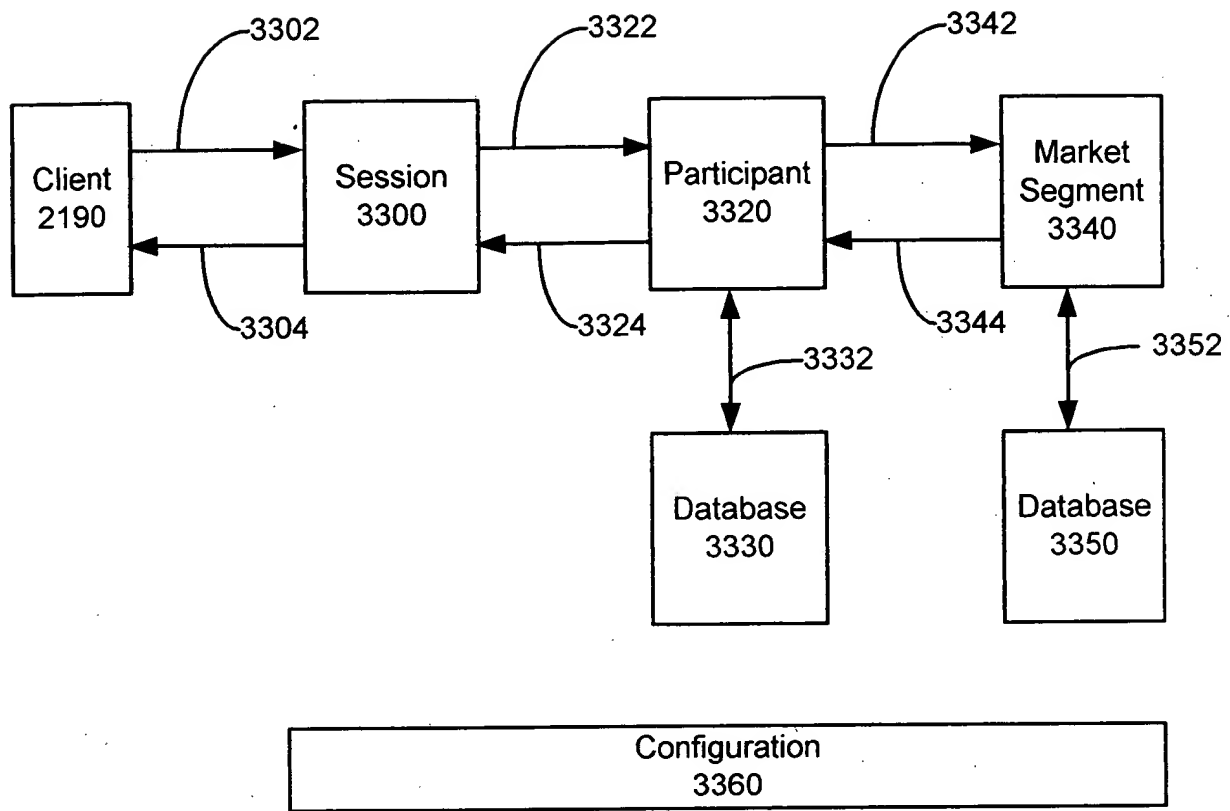 3302
3322
3342
Client
2190
Session
3300
Participant
3320
Market
Segment
3340
3304
3324
3344
3332
3352
Database
3330
Database
3350
Configuration
3360